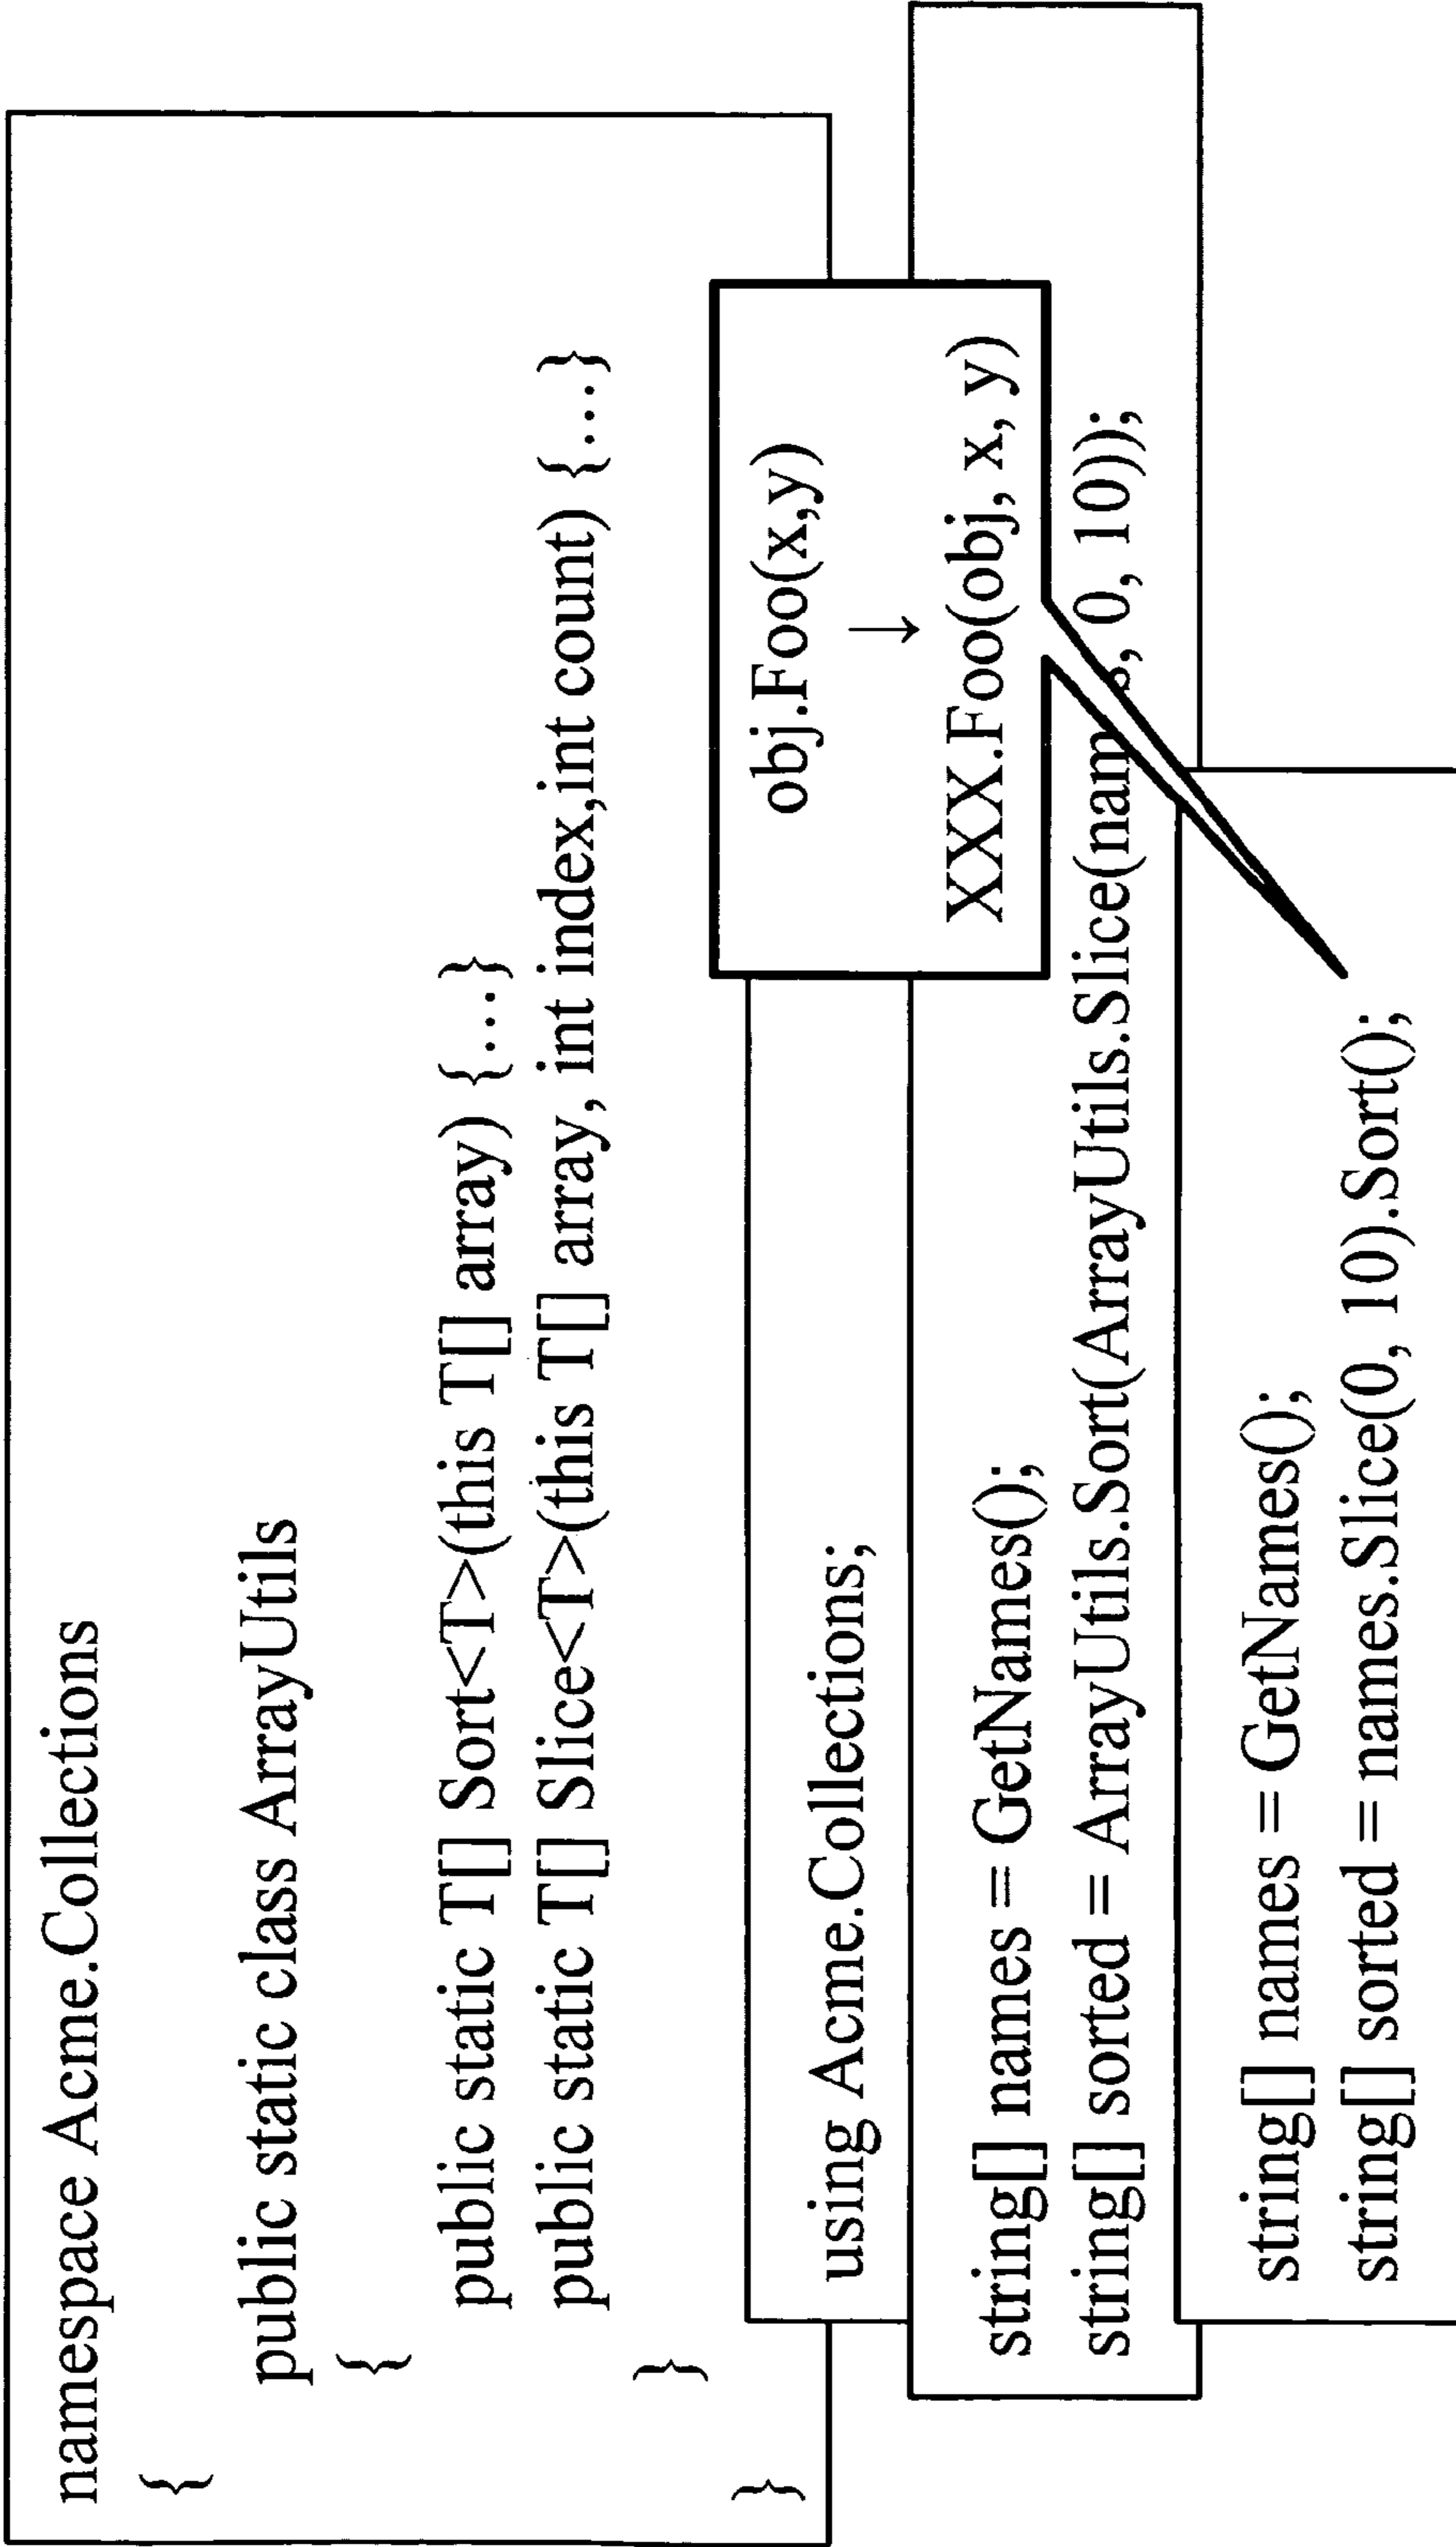 namespace Acme.Collections
{
public static class ArrayUtils
{
public static T[] Sort<T>(this T[] array) {…}
public static T[] Slice<T>(this T[] array, int index,int count) {…}
}
}
using Acme.Collections;
obj.Foo(x,y)
↓
XXX.Foo(obj, x, y)
string[] names = GetNames();
string[] sorted = ArrayUtils.Sort(ArrayUtils.Slice(names, 0, 10));
string[] names = GetNames();
string[] sorted = names.Slice(0, 10).Sort();